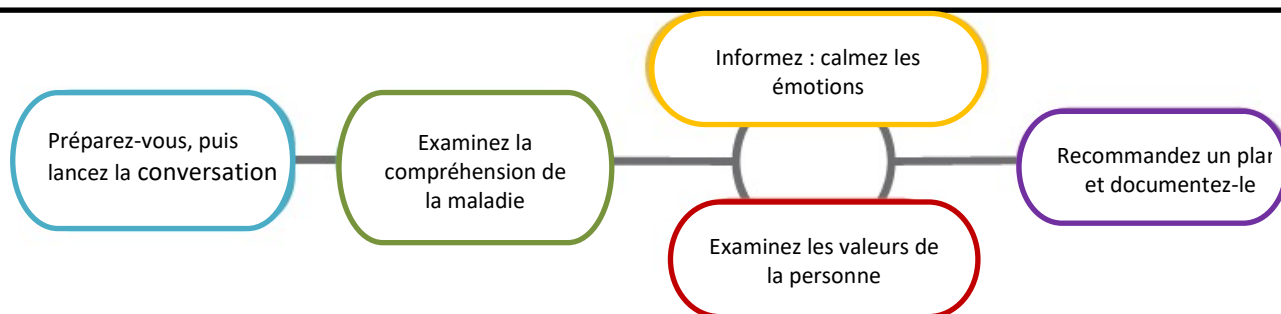 Préparez-vous, puis
lancez la conversation
Examinez la
compréhension de
la maladie
Informez : calmez les
émotions
Examinez les valeurs de
la personne
Recommandez un plan
et documentez-le